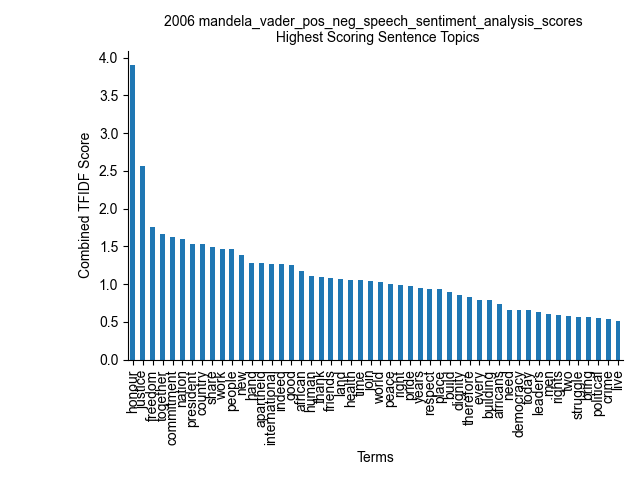 2006 mandela_vader_pos_neg_speech_sentiment_analysis_scores
Highest Scoring Sentence Topics
Combined TFIDF Score
4.0
3.5
3.0
2.5
2.0
1.5
1.0
0.5
0.0
honour
justice
freedom
together
commitment
nation
president
country
share
work
people
new
hand
apartheid
international
indeed
good
african
human
thank
friends
land
health
time
join
world
peace
right
pride
years
respect
place
build
dignity
therefore
every
building
africans
need
democracy
today
leaders
men
rights
two
struggle
bring
political
crime
live
Terms